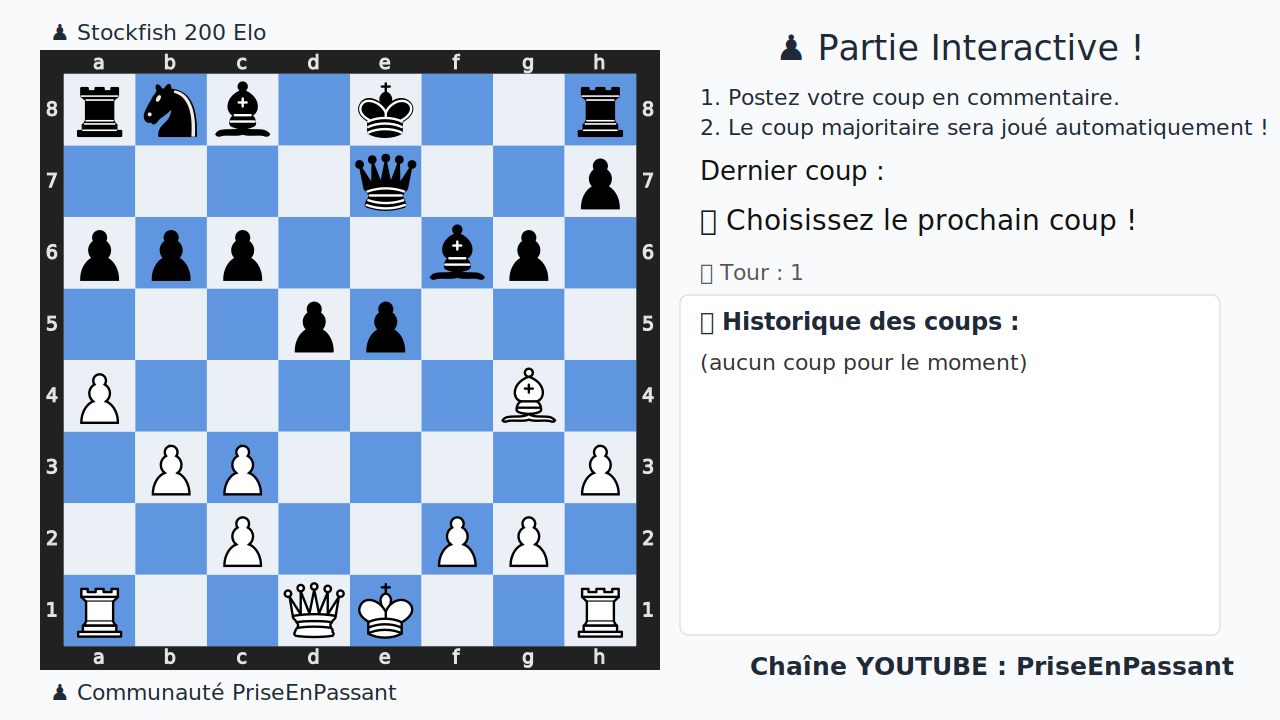 ♟ Stockfish 200 Elo
a b c d e f g h
8 8
7 7
6 6
5 5
4 4
3 3
2 2
1 1
a b c d e f g h
♟ Communauté PriseEnPassant
♟ Partie Interactive !
1. Postez votre coup en commentaire.
2. Le coup majoritaire sera joué automatiquement !
Dernier coup :
Choisissez le prochain coup !
Tour : 1
Historique des coups :
(aucun coup pour le moment)
Chaîne YOUTUBE : PriseEnPassant